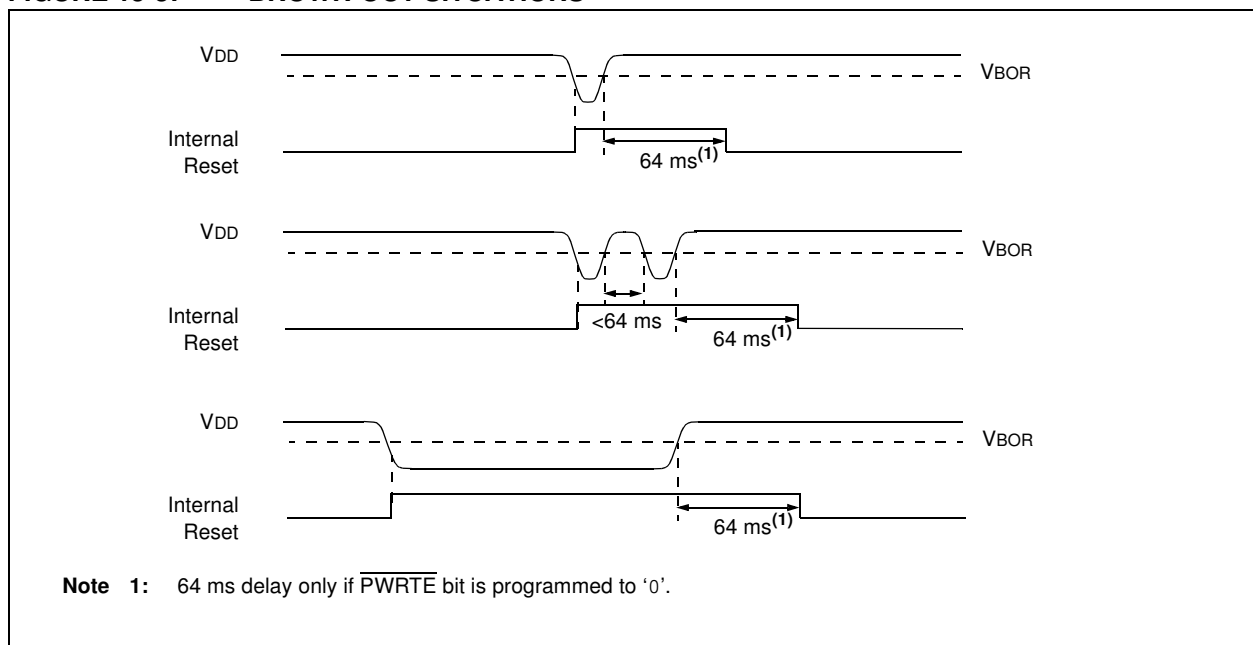 VDD
VBOR
Internal
Reset
64 ms(1)
VDD
VBOR
Internal
Reset
<64 ms
64 ms(1)
VDD
VBOR
Internal
Reset
64 ms(1)
Note 1: 64 ms delay only if PWRTE bit is programmed to ‘0’.